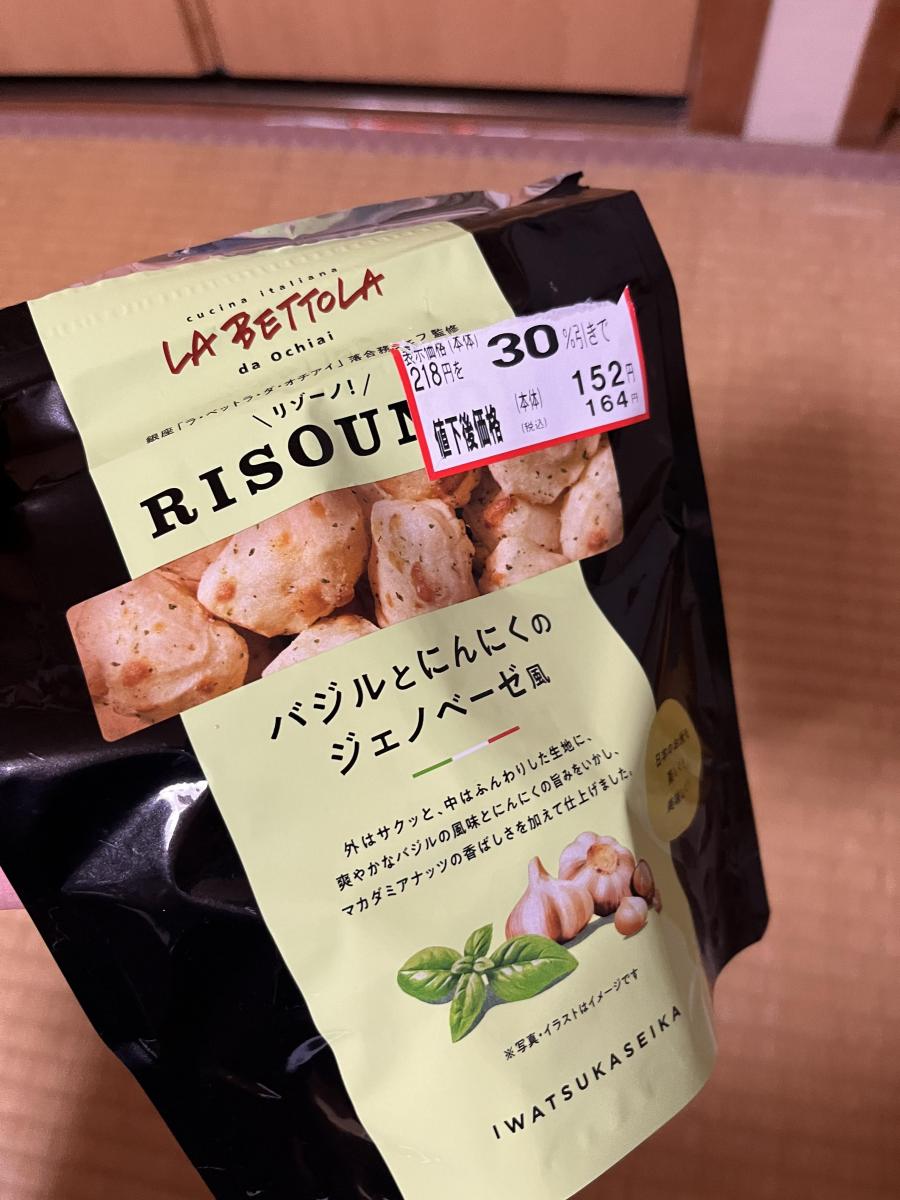 cucina italiana
LA BETTOLA
da Ochiai
銀座「ラ・ベットラ・ダ・オチアイ」落合務シェフ 監修
\リゾーノ!/
RISOUN
表示価格(本体)
218円を
30%引きで
値下後価格
(本体) 152円
(税込) 164円
バジルとにんにくの
ジェノベーゼ風
外はサクッと、中はふんわりした生地に、
爽やかなバジルの風味とにんにくの旨みをいかし、
マカダミアナッツの香ばしさを加えて仕上げました。
日本のお米を
※写真・イラストはイメージです
IWATSUKASEIKA